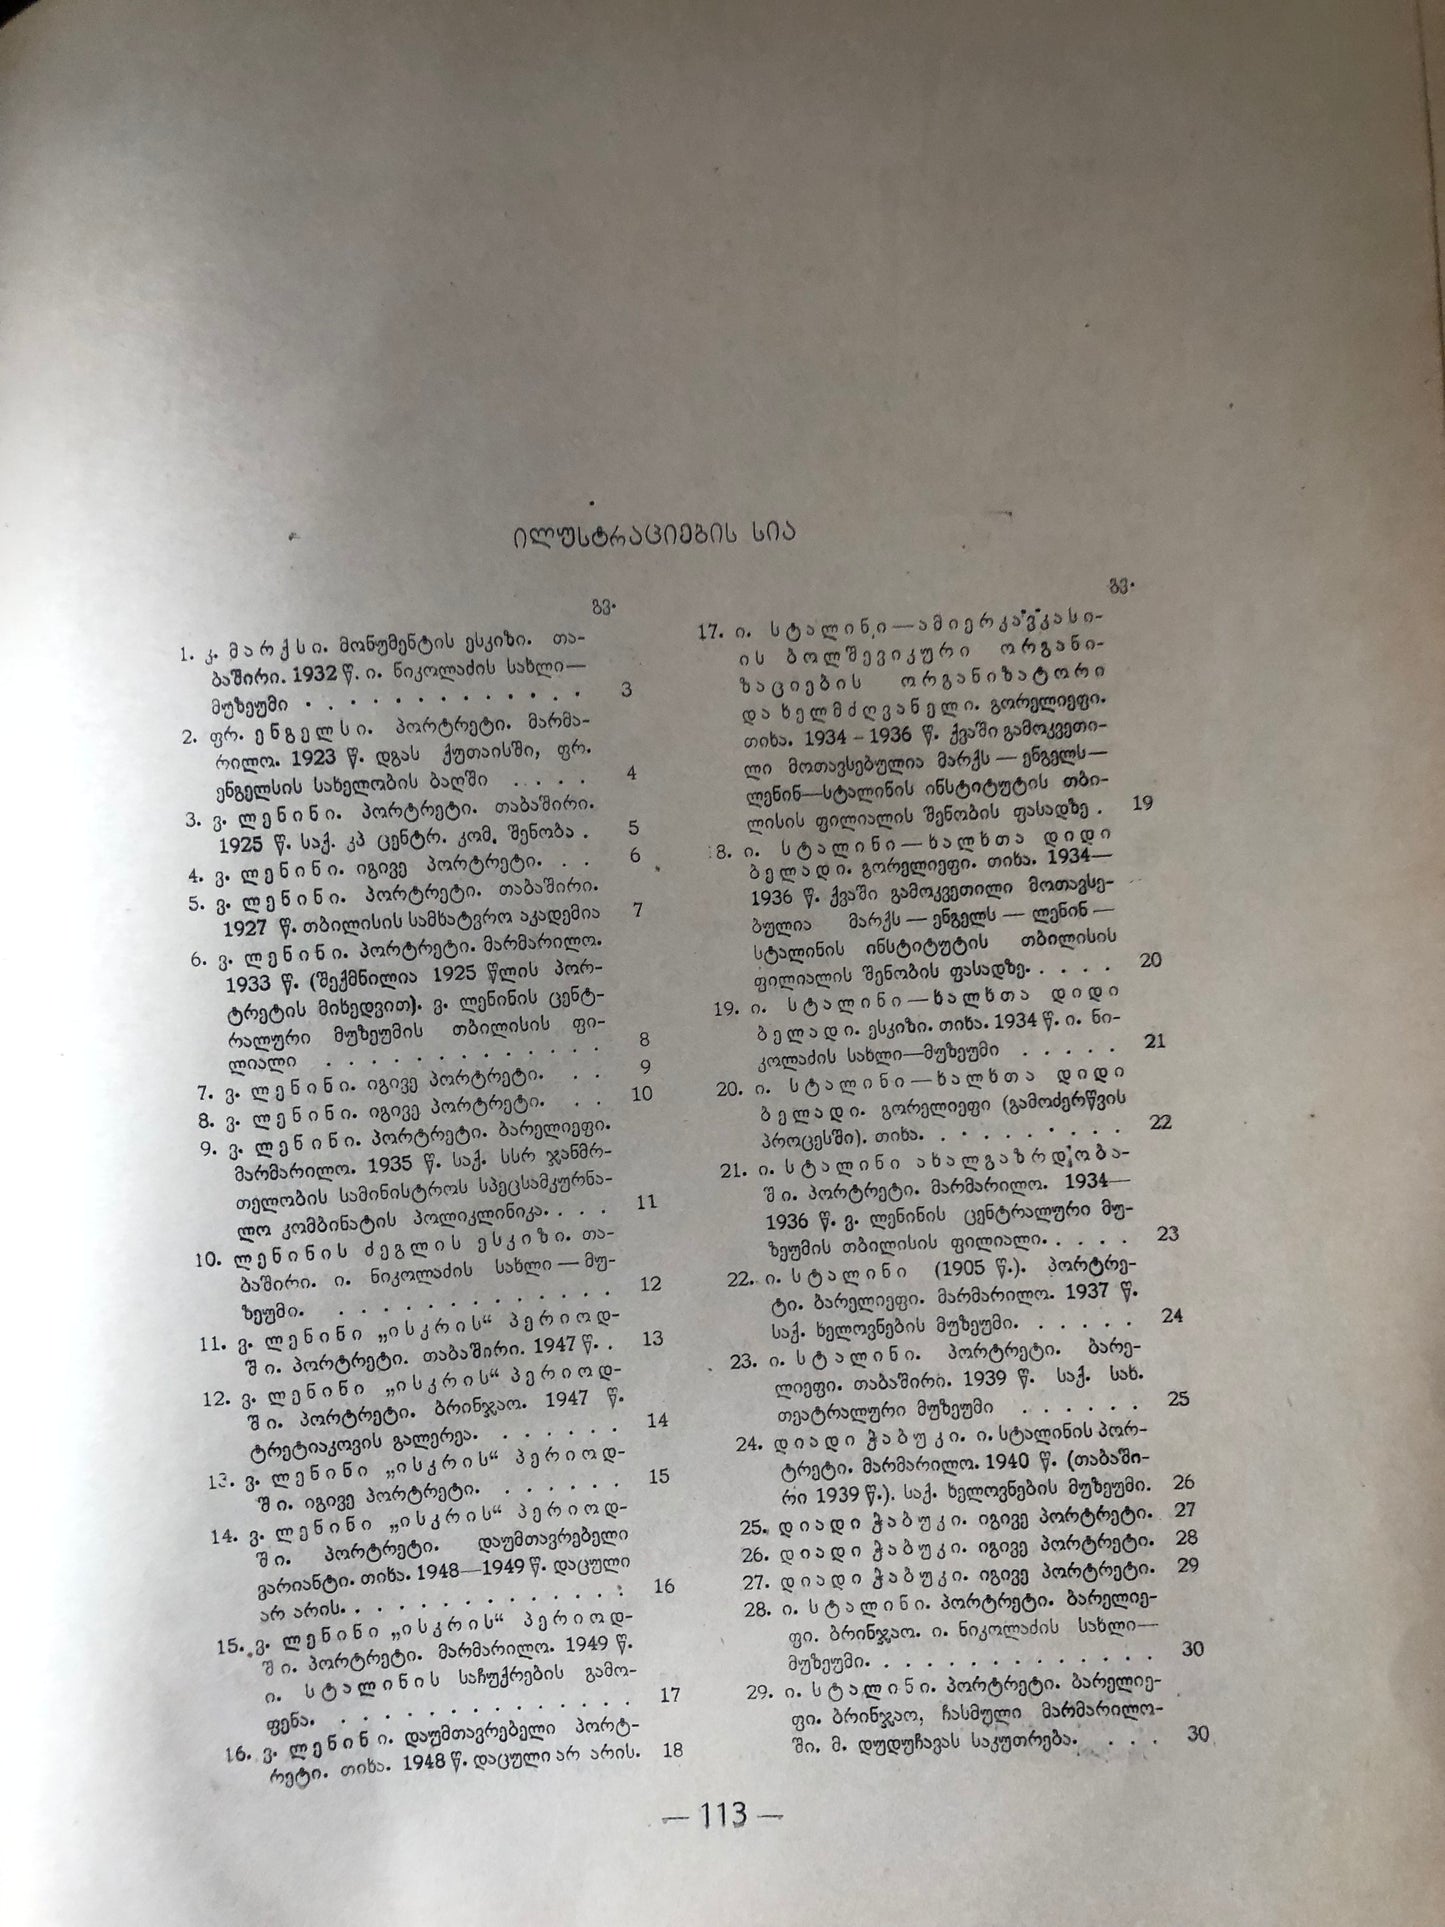 ილუსტრაციების სია
გვ.
1. კ. მარქსი. მონუმენტის ესკიზი. თა-
ბაშირი. 1932 წ. ი. ნიკოლაძის სახლი—
მუზეუმი . . . . . . . . . . . . 3
2. ფრ. ენგელსი. პორტრეტი. მარმა-
რილო. 1923 წ. დგას ქუთაისში, ფრ.
ენგელსის სახელობის ბაღში . . . . 4
3. ვ. ლენინი. პორტრეტი. თაბაშირი.
1925 წ. საქ. კპ ცენტრ. კომ. შენობა . 5
4. ვ. ლენინი. იგივე პორტრეტი. . . 6
5. ვ. ლენინი. პორტრეტი. თაბაშირი.
1927 წ. თბილისის სამხატვრო აკადემია 7
6. ვ. ლენინი. პორტრეტი. მარმარილო.
1933 წ. (შექმნილია 1925 წლის პორ-
ტრეტის მიხედვით). ვ. ლენინის ცენტ-
რალური მუზეუმის თბილისის ფი-
ლიალი . . . . . . . . . . 8
7. ვ. ლენინი. იგივე პორტრეტი. . . 9
8. ვ. ლენინი. იგივე პორტრეტი. . . 10
9. ვ. ლენინი. პორტრეტი. ბარელიეფი.
მარმარილო. 1935 წ. საქ. სსრ ჯანმრ-
თელობის სამინისტროს სპეცსამკურნა-
ლო კომბინატის პოლიკლინიკა. . . . 11
10. ლენინის ძეგლის ესკიზი. თა-
ბაშირი. ი. ნიკოლაძის სახლი — მუ-
ზეუმი. . . . . . . . . . . . 12
11. ვ. ლენინი „ისკრის“ პერიოდ-
ში. პორტრეტი. თაბაშირი. 1947 წ. . 13
12. ვ. ლენინი „ისკრის“ პერიოდ-
ში. პორტრეტი. ბრინჯაო. 1947 წ.
ტრეტიაკოვის გალერეა. . . . . . 14
13. ვ. ლენინი „ისკრის“ პერიოდ-
ში. იგივე პორტრეტი. . . . . . 15
14. ვ. ლენინი „ისკრის“ პერიოდ-
ში. პორტრეტი. დაუმთავრებელი
ვარიანტი. თიხა. 1948—1949 წ. დაცული
არ არის. . . . . . . . . . . 16
15. ვ. ლენინი „ისკრის“ პერიოდ-
ში. პორტრეტი. მარმარილო. 1949 წ.
ი. სტალინის საჩუქრების გამო-
ფენა. . . . . . . . . . . . 17
16. ვ. ლენინი. დაუმთავრებელი პორტ-
რეტი. თიხა. 1948 წ. დაცული არ არის. 18
გვ.
17. ი. სტალინი—ამიერკავკასი-
ის ბოლშევიკური ორგანი-
ზაციების ორგანიზატორი
და ხელმძღვანელი. გორელიეფი.
თიხა. 1934 – 1936 წ. ქვაში გამოკვეთი-
ლი მოთავსებულია მარქს — ენგელს—
ლენინ—სტალინის ინსტიტუტის თბი-
ლისის ფილიალის შენობის ფასადზე . 19
18. ი. სტალინი—ხალხთა დიდი
ბელადი. გორელიეფი. თიხა. 1934—
1936 წ. ქვაში გამოკვეთილი მოთავსე-
ბულია მარქს — ენგელს — ლენინ —
სტალინის ინსტიტუტის თბილისის
ფილიალის შენობის ფასადზე. . . . . 20
19. ი. სტალინი—ხალხთა დიდი
ბელადი. ესკიზი. თიხა. 1934 წ. ი. ნი-
კოლაძის სახლი—მუზეუმი . . . . . 21
20. ი. სტალინი—ხალხთა დიდი
ბელადი. გორელიეფი (გამოძერწვის
პროცესში). თიხა. . . . . . . . . 22
21. ი. სტალინი ახალგაზრდობა-
ში. პორტრეტი. მარმარილო. 1934—
1936 წ. ვ. ლენინის ცენტრალური მუ-
ზეუმის თბილისის ფილიალი. . . . . 23
22. ი. სტალინი (1905 წ.). პორტრე-
ტი. ბარელიეფი. მარმარილო. 1937 წ.
საქ. ხელოვნების მუზეუმი. . . . . . 24
23. ი. სტალინი. პორტრეტი. ბარე-
ლიეფი. თაბაშირი. 1939 წ. საქ. სახ.
თეატრალური მუზეუმი . . . . . . 25
24. დიადი ჭაბუკი. ი. სტალინის პორ-
ტრეტი. მარმარილო. 1940 წ. (თაბაში-
რი 1939 წ.). საქ. ხელოვნების მუზეუმი. 26
25. დიადი ჭაბუკი. იგივე პორტრეტი. 27
26. დიადი ჭაბუკი. იგივე პორტრეტი. 28
27. დიადი ჭაბუკი. იგივე პორტრეტი. 29
28. ი. სტალინი. პორტრეტი. ბარელიე-
ფი. ბრინჯაო. ი. ნიკოლაძის სახლი—
მუზეუმი. . . . . . . . . . . . 30
29. ი. სტალინი. პორტრეტი. ბარელიე-
ფი. ბრინჯაო, ჩასმული მარმარილო-
ში. მ. დუდუჩავას საკუთრება. . . . 30
— 113 —